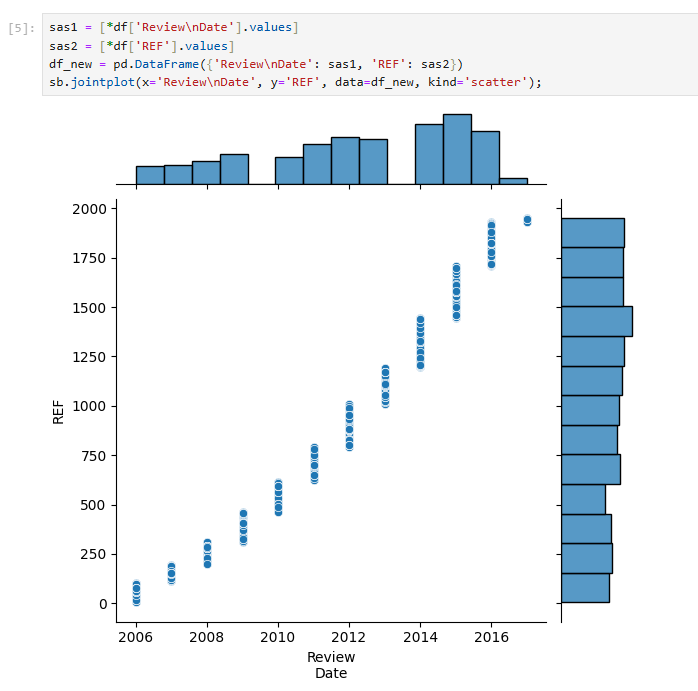 [5]: sas1 = [*df['Review\nDate'].values]
sas2 = [*df['REF'].values]
df_new = pd.DataFrame({'Review\nDate': sas1, 'REF': sas2})
sb.jointplot(x='Review\nDate', y='REF', data=df_new, kind='scatter');
2000
1750
1500
1250
1000
750
500
250
0
REF
2006 2008 2010 2012 2014 2016
Review
Date